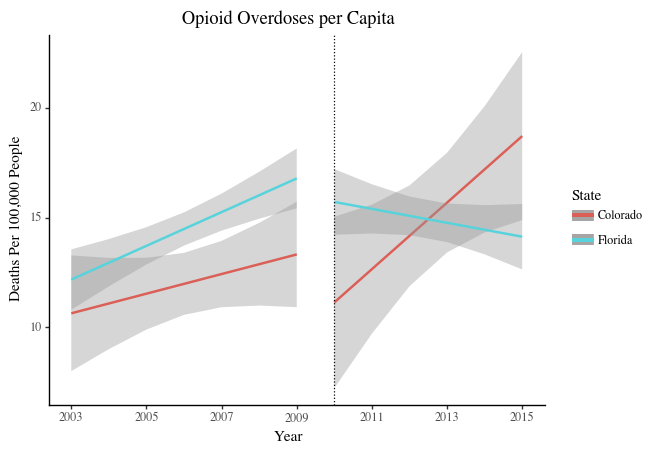 Opioid Overdoses per Capita
Deaths Per 100,000 People
20
15
10
2003 2005 2007 2009 2011 2013 2015
Year
State
Colorado
Florida